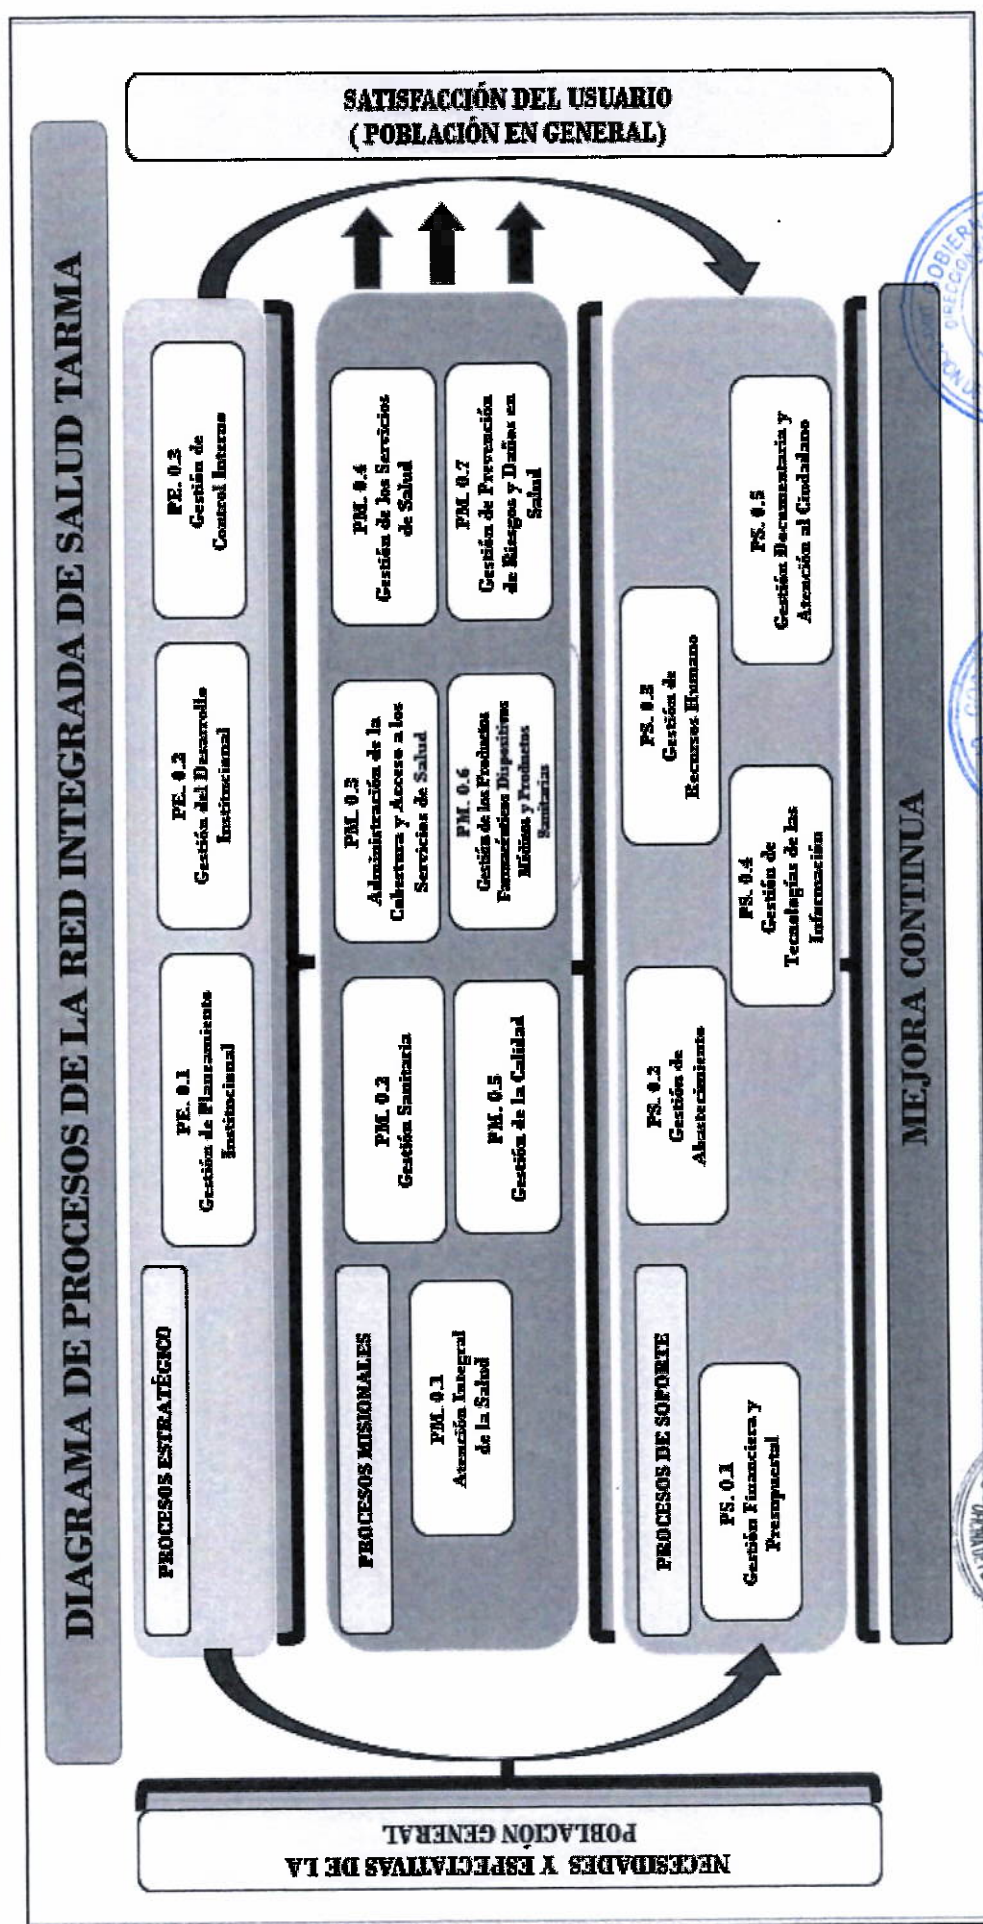 DIAGRAMA DE PROCESOS DE LA RED INTEGRADA DE SALUD TARMA
NECESIDADES Y ESPECTATIVAS DE LA
POBLACIÓN GENERAL
PROCESOS ESTRATÉGICO
PE. 0.1
Gestión de Planeamiento
Institucional
PE. 0.2
Gestión del Desarrollo
Institucional
PE. 0.3
Gestión de
Control Interno
PROCESOS MISIONALES
PM. 0.1
Atención Integral
de la Salud
PM. 0.2
Gestión Sanitaria
PM. 0.3
Administración de la
Cobertura y Acceso a los
Servicios de Salud
PM. 0.4
Gestión de los Servicios
de Salud
PM. 0.5
Gestión de la Calidad
PM. 0.6
Gestión de los Productos
Farmacéuticos Dispositivos
Médicos y Productos
Sanitarias
PM. 0.7
Gestión de Prevención
de Riesgos y Daños en
Salud
PROCESOS DE SOPORTE
PS. 0.1
Gestión Financiera y
Presupuestal
PS. 0.2
Gestión de
Abastecimiento
PS. 0.3
Gestión de
Recursos Humano
PS. 0.4
Gestión de
Tecnologías de las
Información
PS. 0.5
Gestión Documentaria y
Atención al Ciudadano
SATISFACCIÓN DEL USUARIO
( POBLACIÓN EN GENERAL)
MEJORA CONTINUA